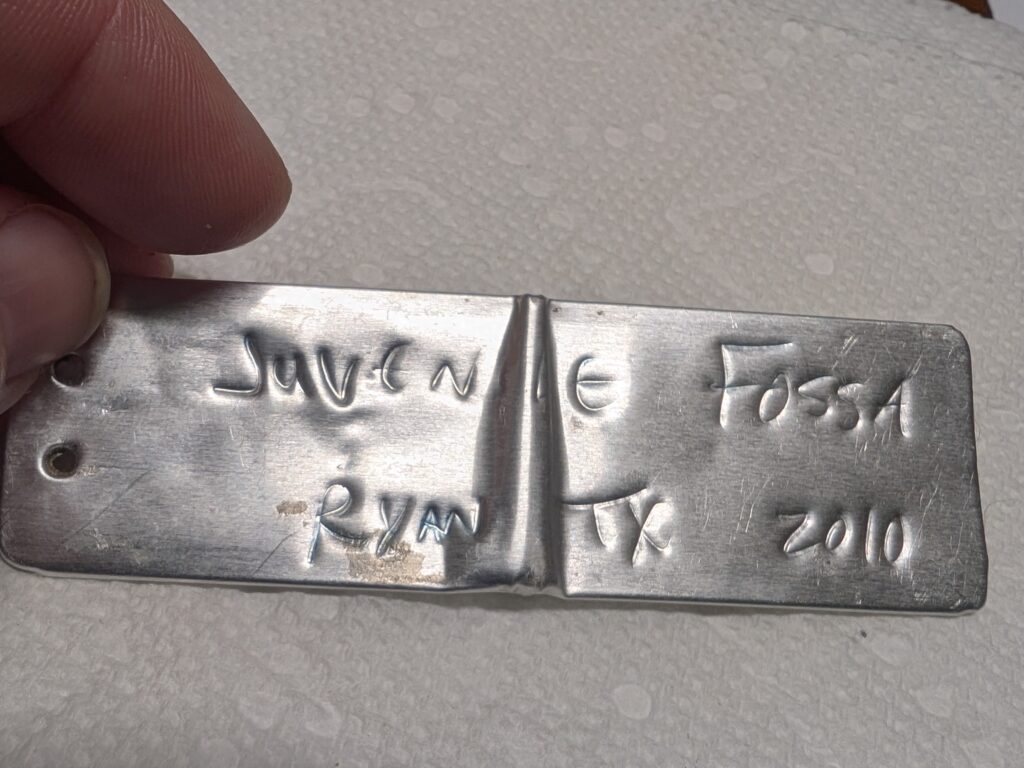 JUVENILE FOSSA
RYAN TX 2010